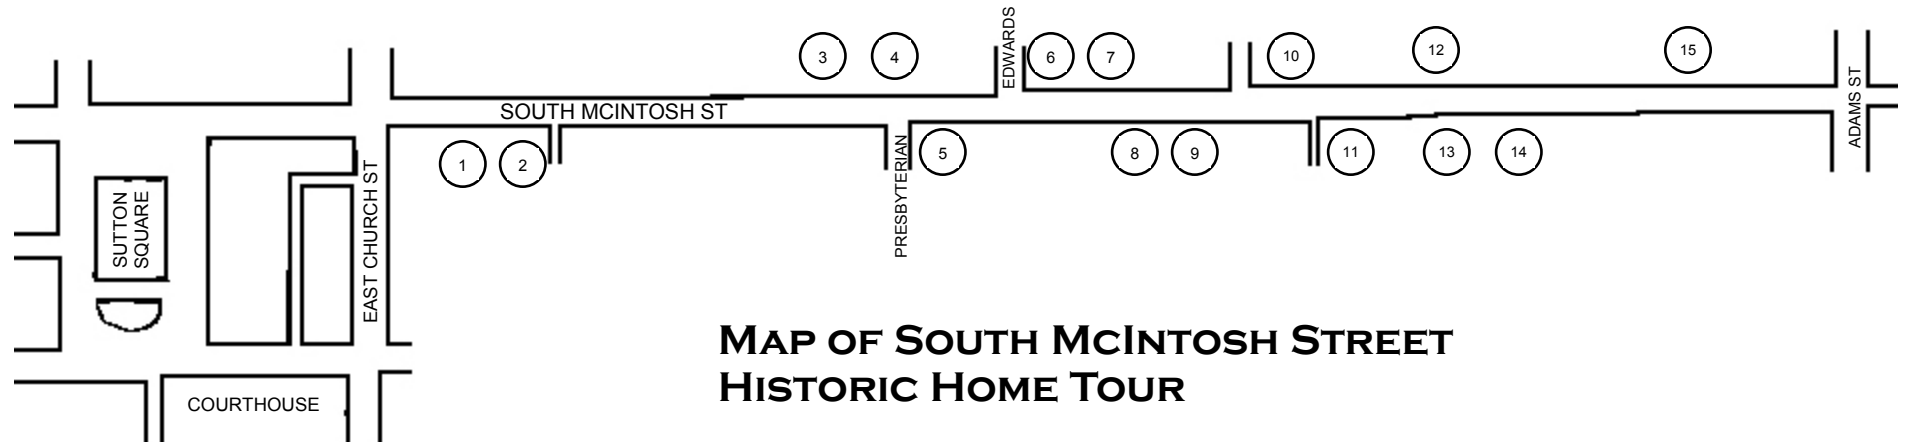 EDWARDS
3
4
6
7
10
12
15
ADAMS ST
SOUTH MCINTOSH ST
1
2
PRESBYTERIAN
5
8
9
11
13
14
EAST CHURCH ST
SUTTON
SQUARE
MAP OF SOUTH MCINTOSH STREET
HISTORIC HOME TOUR
COURTHOUSE